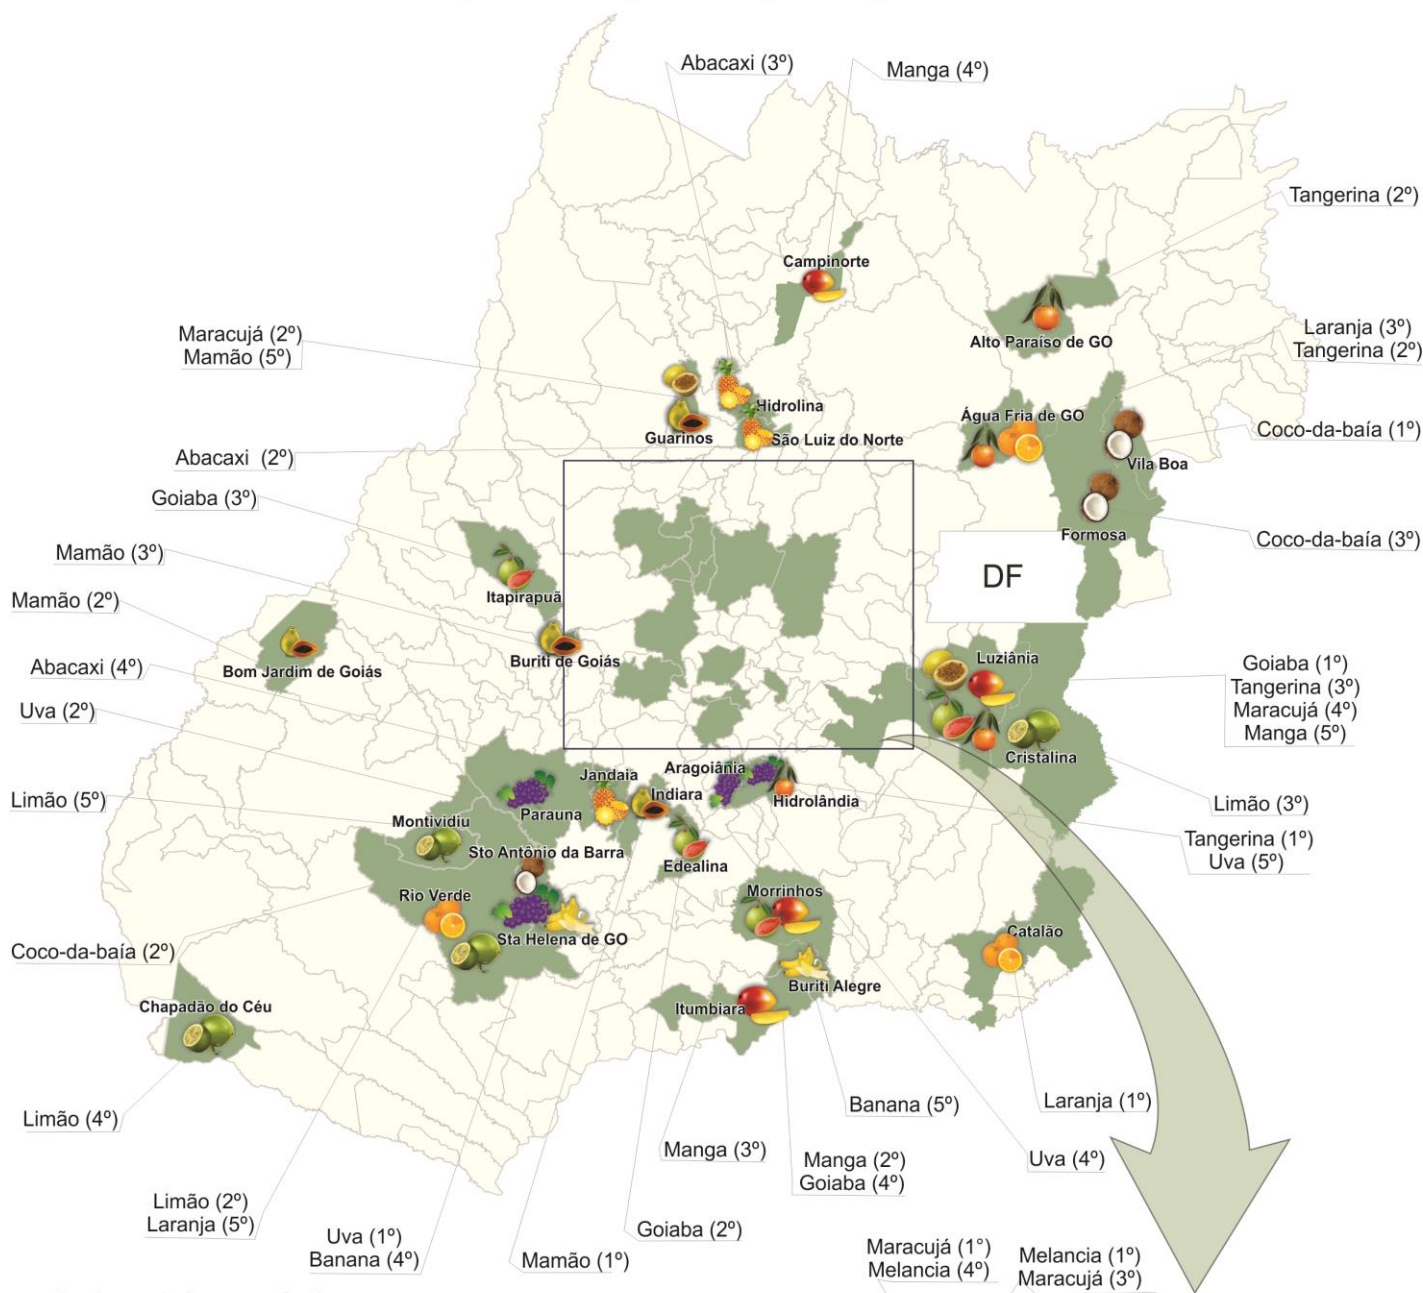 Abacaxi (3º)
Manga (4º)
Tangerina (2º)
Campinorte
Alto Paraíso de GO
Maracujá (2º)
Mamão (5º)
Laranja (3º)
Tangerina (2º)
Hidrolina
Guarinos
São Luiz do Norte
Água Fria de GO
Coco-da-baía (1º)
Vila Boa
Abacaxi (2º)
Goiaba (3º)
Formosa
Coco-da-baía (3º)
Mamão (3º)
DF
Itapirapuã
Mamão (2º)
Buriti de Goiás
Bom Jardim de Goiás
Luziânia
Abacaxi (4º)
Goiaba (1º)
Tangerina (3º)
Maracujá (4º)
Manga (5º)
Uva (2º)
Cristalina
Limão (5º)
Jandaia
Aragoiânia
Indiara
Hidrolândia
Limão (3º)
Montividiu
Parauna
Tangerina (1º)
Uva (5º)
Sto Antônio da Barra
Edealina
Rio Verde
Morrinhos
Catalão
Sta Helena de GO
Coco-da-baía (2º)
Buriti Alegre
Chapadão do Céu
Itumbiara
Limão (4º)
Banana (5º)
Laranja (1º)
Manga (3º)
Manga (2º)
Goiaba (4º)
Uva (4º)
Limão (2º)
Laranja (5º)
Goiaba (2º)
Uva (1º)
Banana (4º)
Mamão (1º)
Maracujá (1°)
Melancia (4º)
Melancia (1º)
Maracujá (3º)